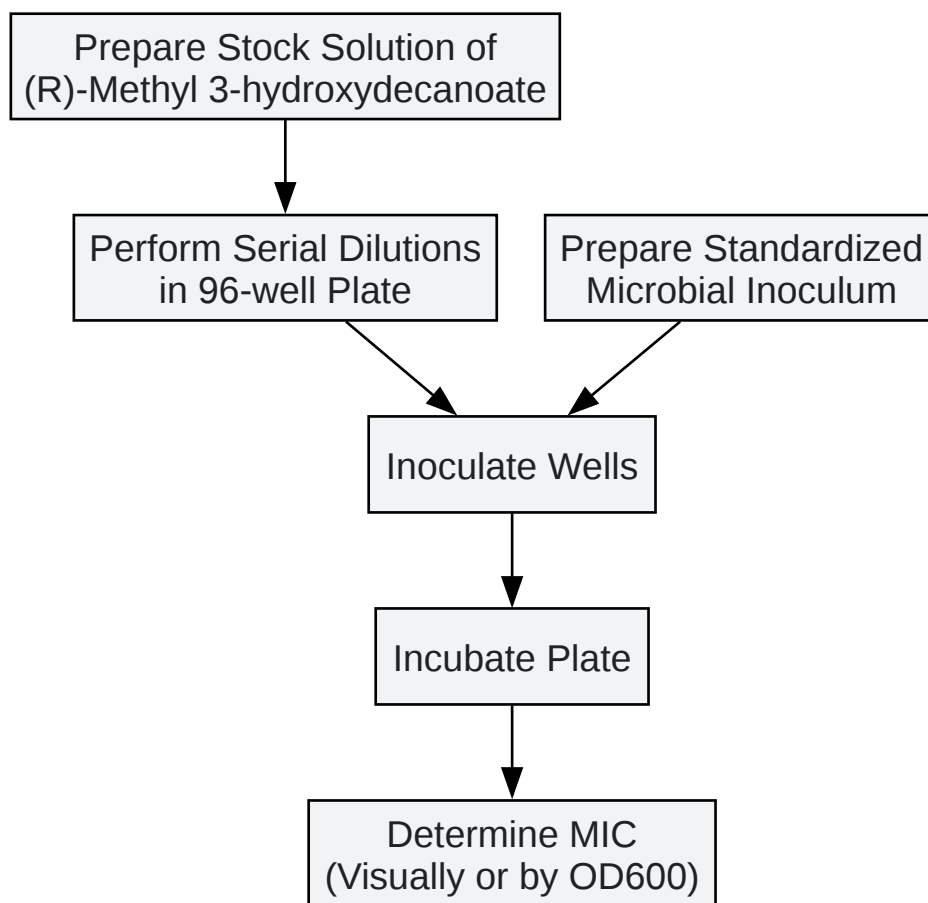 Prepare Stock Solution of
(R)-Methyl 3-hydroxydecanoate
Perform Serial Dilutions
in 96-well Plate
Prepare Standardized
Microbial Inoculum
Inoculate Wells
Incubate Plate
Determine MIC
(Visually or by OD600)